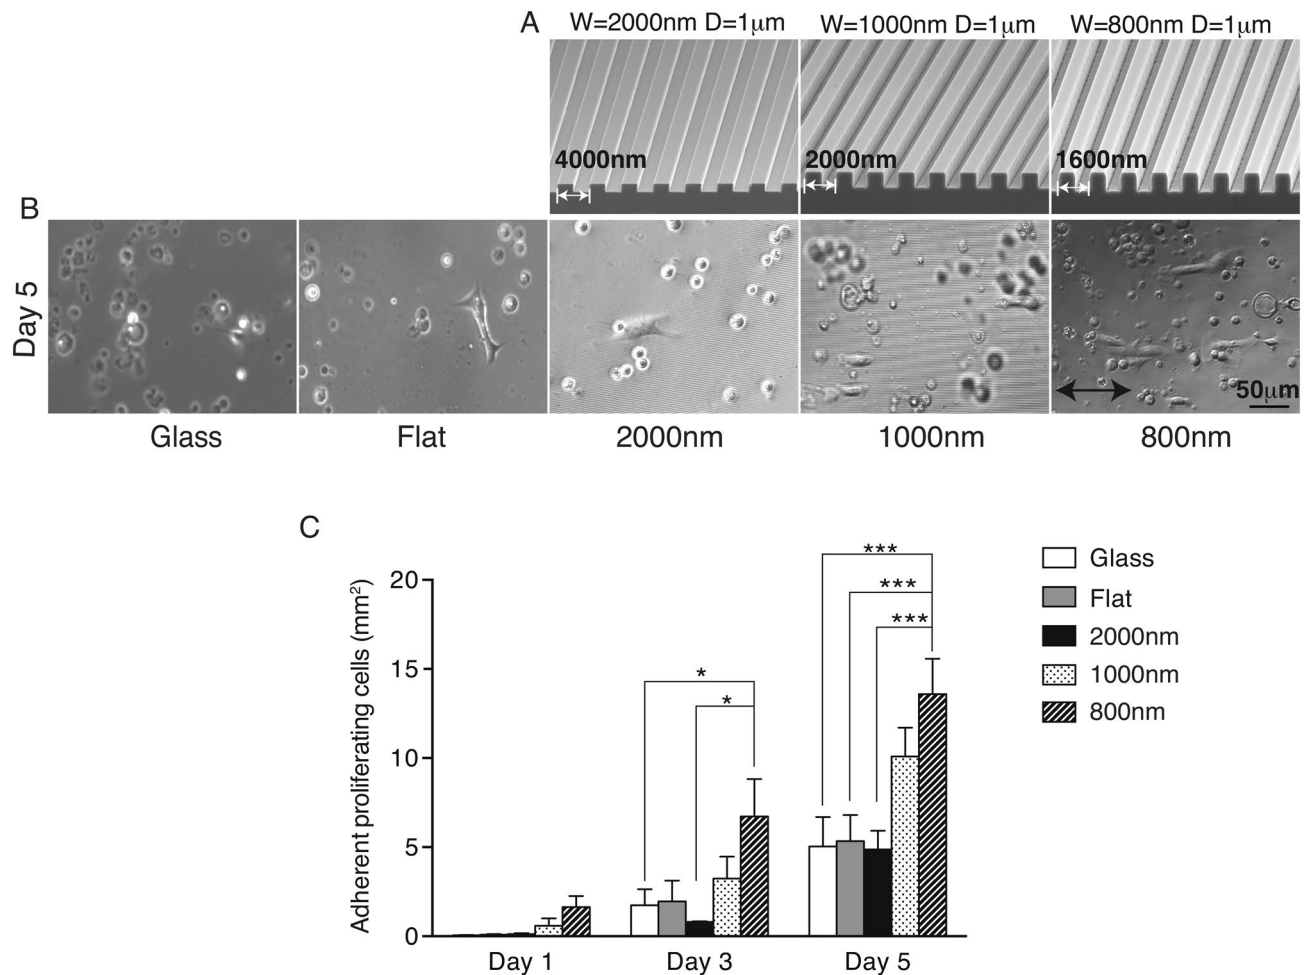 A
W=2000nm D=1μm
W=1000nm D=1μm
W=800nm D=1μm
4000nm
2000nm
1600nm
B
Day 5
50μm
Glass
Flat
2000nm
1000nm
800nm
C
Adherent proliferating cells (mm²)
20
15
10
5
0
*
*
***
***
***
Day 1
Day 3
Day 5
Glass
Flat
2000nm
1000nm
800nm